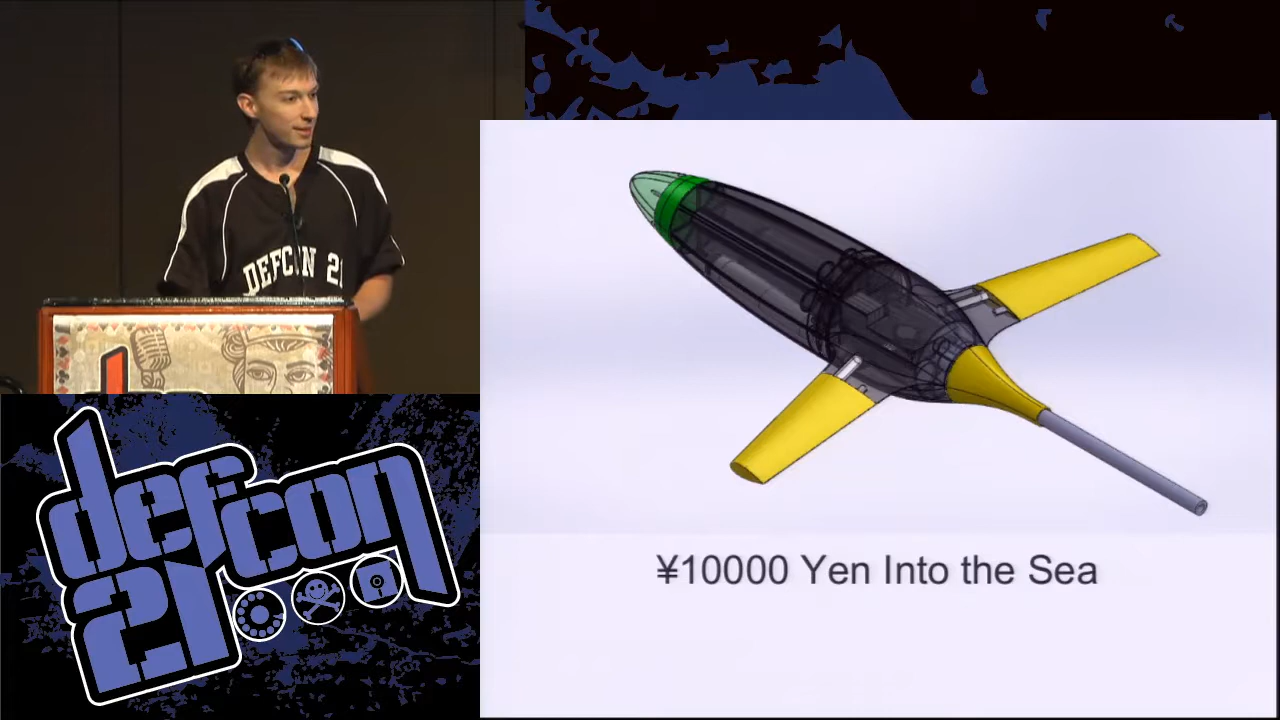 DEFCON 21
defcon
21
¥10000 Yen Into the Sea